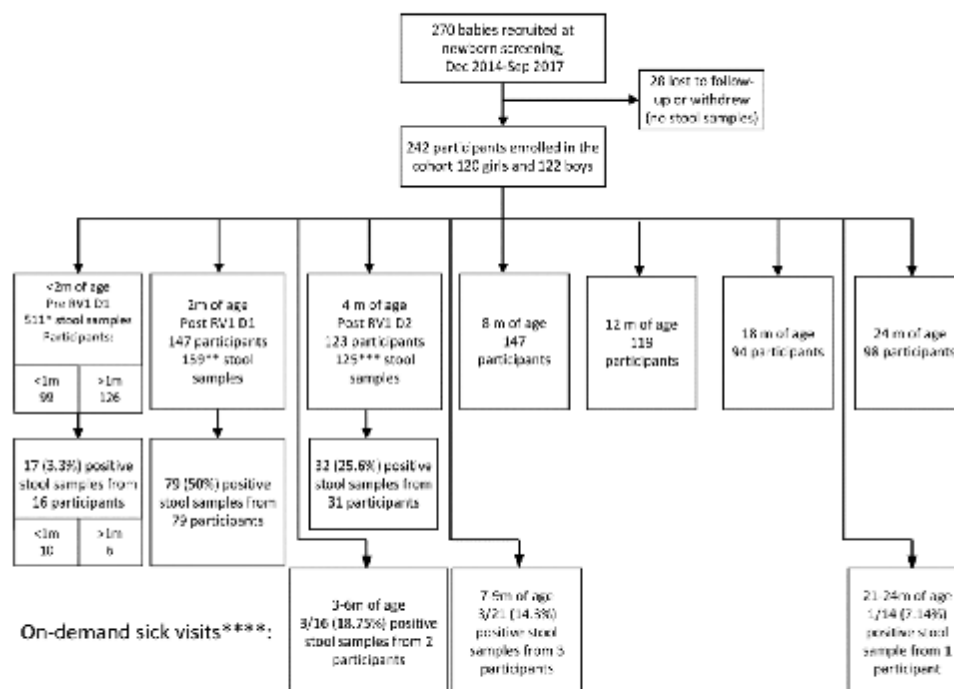 270 babies recruited at
newborn screening,
Dec 2014-Sep 2017
28 lost to follow-
up or withdrew
(no stool samples)
242 participants enrolled in the
cohort 120 girls and 122 boys
<2m of age
Pre RV1 D1
511* stool samples
Participants:
<1m
99
>1m
126
2m of age
Post RV1 D1
147 participants
159** stool
samples
4 m of age
Post RV1 D2
123 participants
125*** stool
samples
8 m of age
147
participants
12 m of age
119
participants
18 m of age
94 participants
24 m of age
98 participants
17 (3.3%) positive
stool samples from
16 participants
<1m
10
>1m
6
79 (50%) positive
stool samples from
79 participants
32 (25.6%) positive
stool samples from
31 participants
On-demand sick visits****:
3-6m of age
3/16 (18.75%) positive
stool samples from 2
participants
7-9m of age
3/21 (14.3%)
positive stool
samples from 3
participants
21-24m of age
1/14 (7.14%)
positive stool
sample from 1
participant